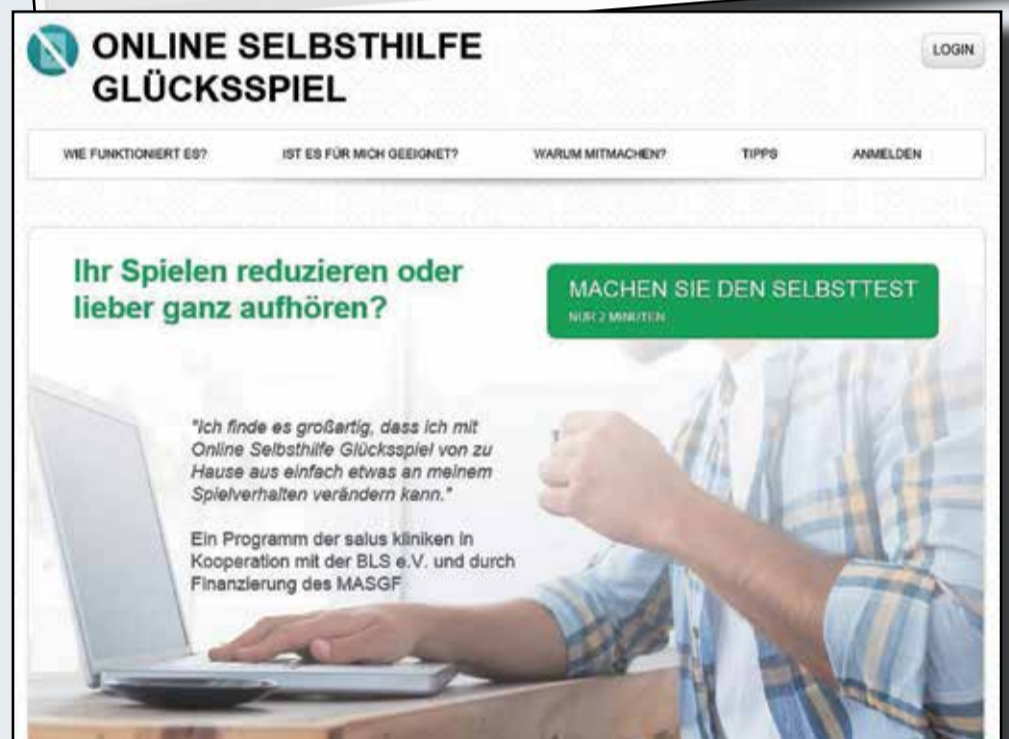 ONLINE SELBSTHILFE
GLÜCKSSPIEL
LOGIN
WIE FUNKTIONIERT ES?
IST ES FÜR MICH GEEIGNET?
WARUM MITMACHEN?
TIPPS
ANMELDEN
Ihr Spielen reduzieren oder
lieber ganz aufhören?
MACHEN SIE DEN SELBSTTEST
NUR 2 MINUTEN
"Ich finde es großartig, dass ich mit
Online Selbsthilfe Glücksspiel von zu
Hause aus einfach etwas an meinem
Spielverhalten verändern kann."
Ein Programm der salus kliniken in
Kooperation mit der BLS e.V. und durch
Finanzierung des MASGF